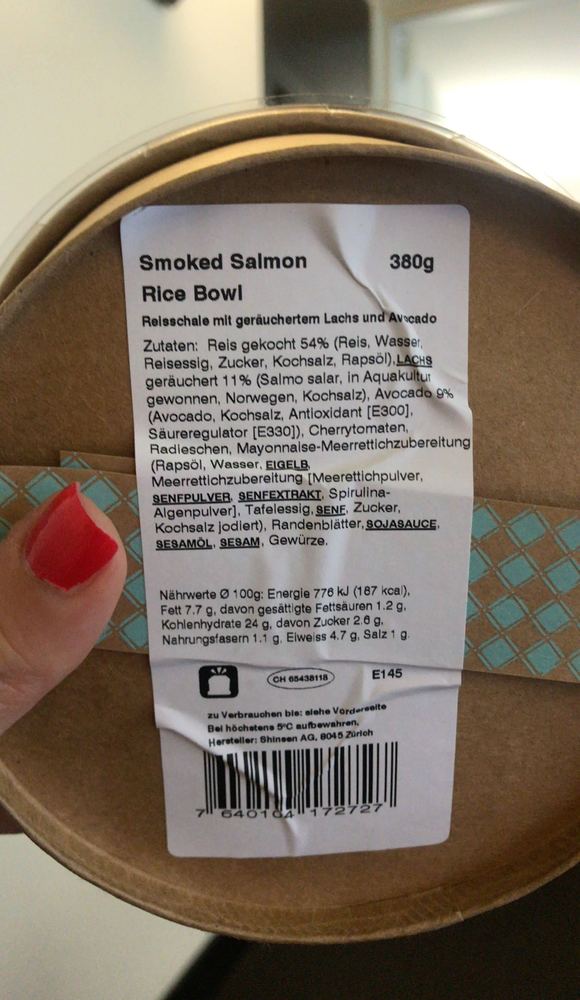 Smoked Salmon 380g
Rice Bowl
Reisschale mit geräuchertem Lachs und Avocado
Zutaten: Reis gekocht 54% (Reis, Wasser,
Reisessig, Zucker, Kochsalz, Rapsöl), LACHS
geräuchert 11% (Salmo salar, in Aquakultur
gewonnen, Norwegen, Kochsalz), Avocado 9%
(Avocado, Kochsalz, Antioxidant [E300],
Säureregulator [E330]), Cherrytomaten,
Radieschen, Mayonnaise-Meerrettichzubereitung
(Rapsöl, Wasser, EIGELB,
Meerrettichzubereitung [Meerettichpulver,
SENFPULVER, SENFEXTRAKT, Spirulina-
Algenpulver], Tafelessig, SENF, Zucker,
Kochsalz jodiert), Randenblätter, SOJASAUCE,
SESAMÖL, SESAM, Gewürze.
Nährwerte Ø 100g: Energie 776 kJ (187 kcal),
Fett 7.7 g, davon gesättigte Fettsäuren 1.2 g,
Kohlenhydrate 24 g, davon Zucker 2.6 g,
Nahrungsfasern 1.1 g, Eiweiss 4.7 g, Salz 1 g.
CH 65438118 E145
zu Verbrauchen bis: siehe Vorderseite
Bei höchstens 5°C aufbewahren,
Hersteller: Shinsen AG, 8045 Zürich
7 640104 172727